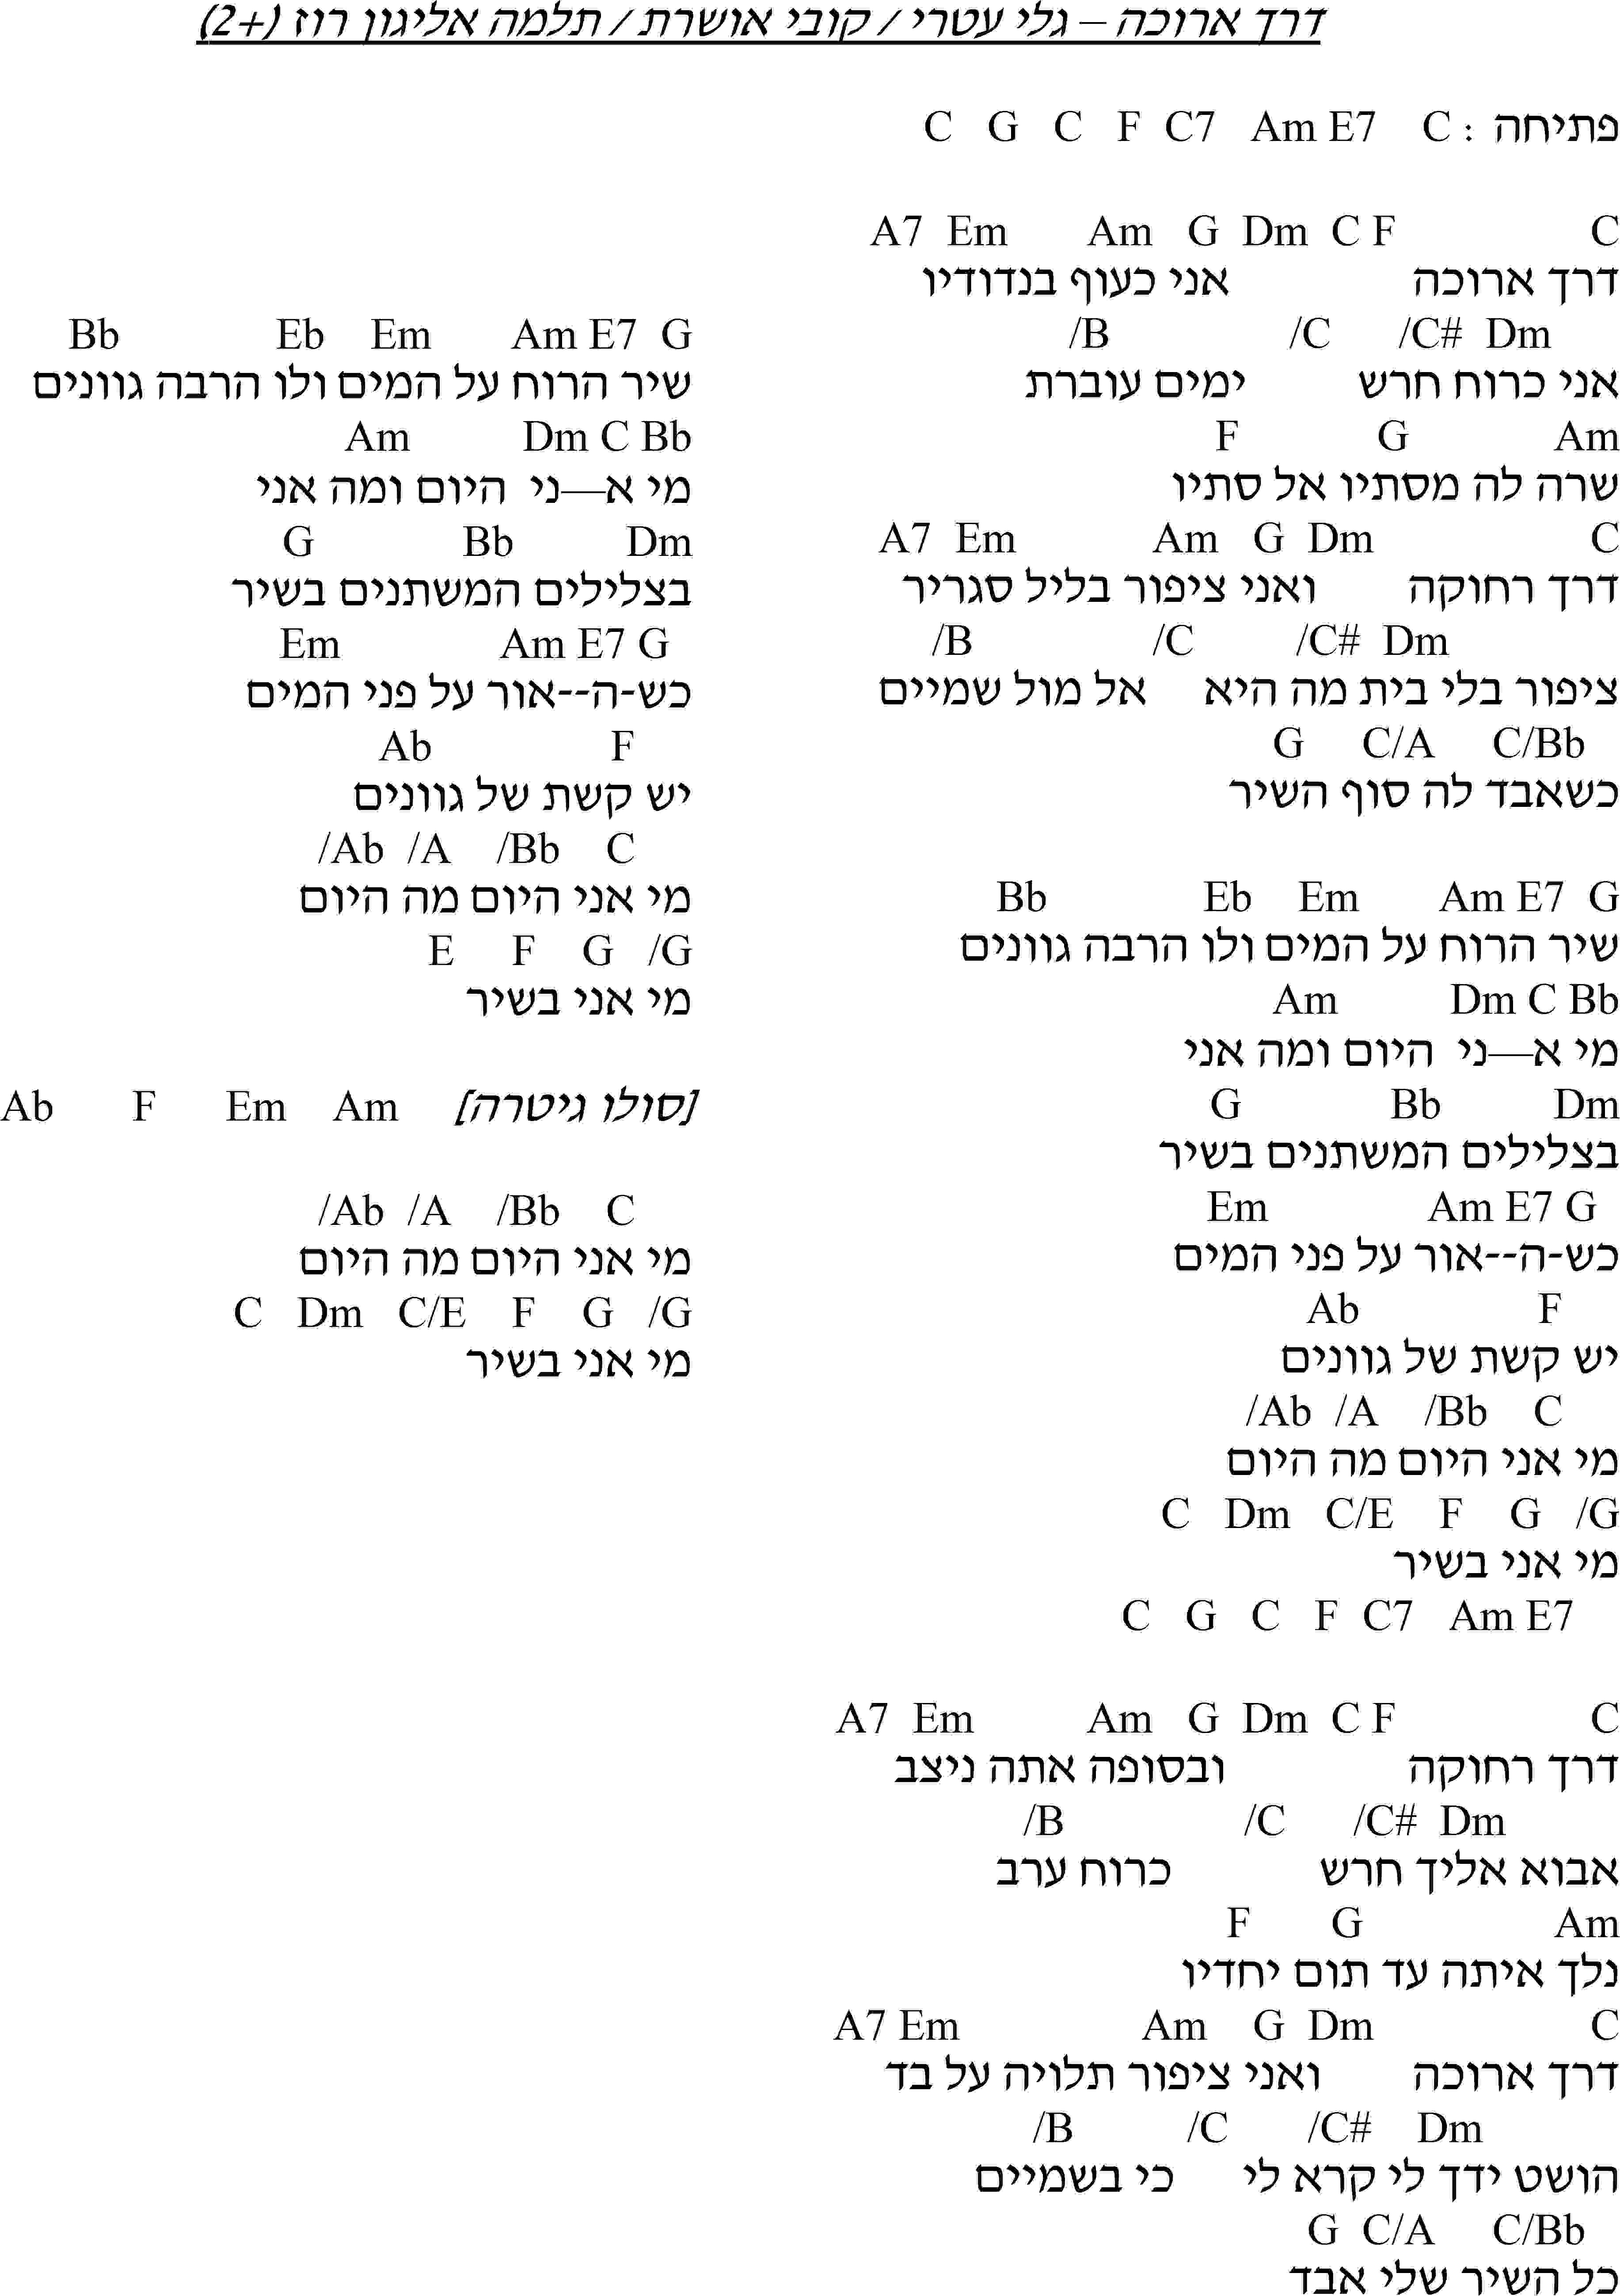 דרך ארוכה – גלי עטרי / קובי אושרת / תלמה אליגון רוז (+2)
פתיחה : C G C F C7 Am E7 C
A7 Em Am G Dm C F C
דרך ארוכה אני כעוף בנדודיו
/B /C /C# Dm
אני כרוח חרש ימים עוברת
F G Am
שרה לה מסתיו אל סתיו
A7 Em Am G Dm C
דרך רחוקה ואני ציפור בליל סגריר
/B /C /C# Dm
ציפור בלי בית מה היא אל מול שמיים
G C/A C/Bb
כשאבד לה סוף השיר
Bb Eb Em Am E7 G
שיר הרוח על המים ולו הרבה גוונים
Am Dm C Bb
מי א—ני היום ומה אני
G Bb Dm
בצלילים המשתנים בשיר
Em Am E7 G
כש-ה--אור על פני המים
Ab F
יש קשת של גוונים
/Ab /A /Bb C
מי אני היום מה היום
C Dm C/E F G /G
מי אני בשיר
C G C F C7 Am E7
A7 Em Am G Dm C F C
דרך רחוקה ובסופה אתה ניצב
/B /C /C# Dm
אבוא אליך חרש כרוח ערב
F G Am
נלך איתה עד תום יחדיו
A7 Em Am G Dm C
דרך ארוכה ואני ציפור תלויה על בד
/B /C /C# Dm
הושט ידך לי קרא לי כי בשמיים
G C/A C/Bb
כל השיר שלי אבד
Bb Eb Em Am E7 G
שיר הרוח על המים ולו הרבה גוונים
Am Dm C Bb
מי א—ני היום ומה אני
G Bb Dm
בצלילים המשתנים בשיר
Em Am E7 G
כש-ה--אור על פני המים
Ab F
יש קשת של גוונים
/Ab /A /Bb C
מי אני היום מה היום
E F G /G
מי אני בשיר
[סולו גיטרה] Ab F Em Am
/Ab /A /Bb C
מי אני היום מה היום
C Dm C/E F G /G
מי אני בשיר